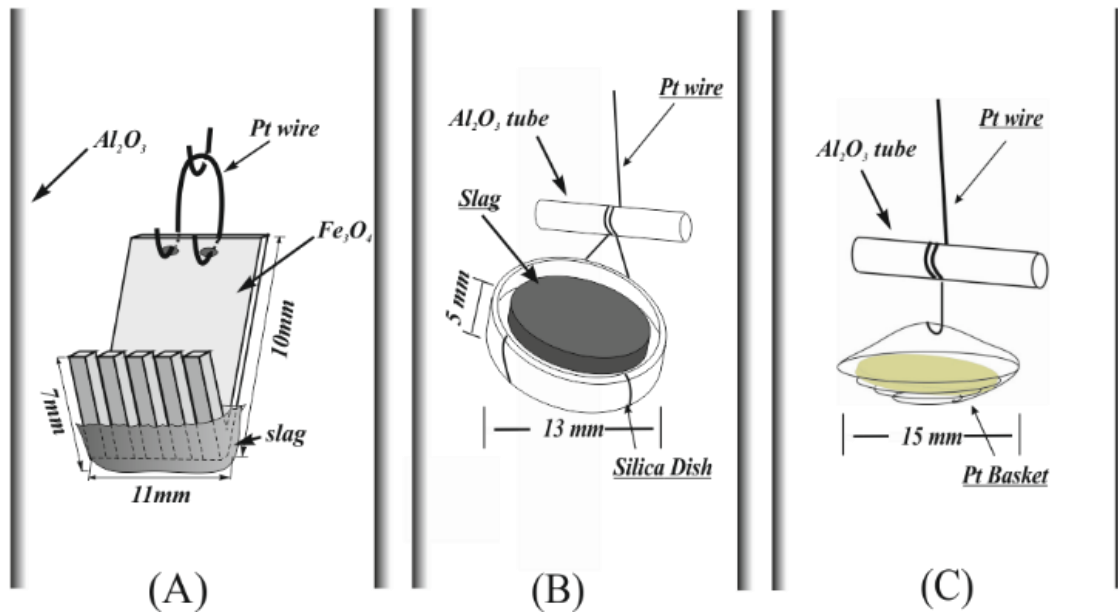 Al₂O₃
Pt wire
Fe₃O₄
10mm
7mm
slag
11mm
(A)
Pt wire
Al₂O₃ tube
Slag
5 mm
13 mm
Silica Dish
(B)
Pt wire
Al₂O₃ tube
15 mm
Pt Basket
(C)